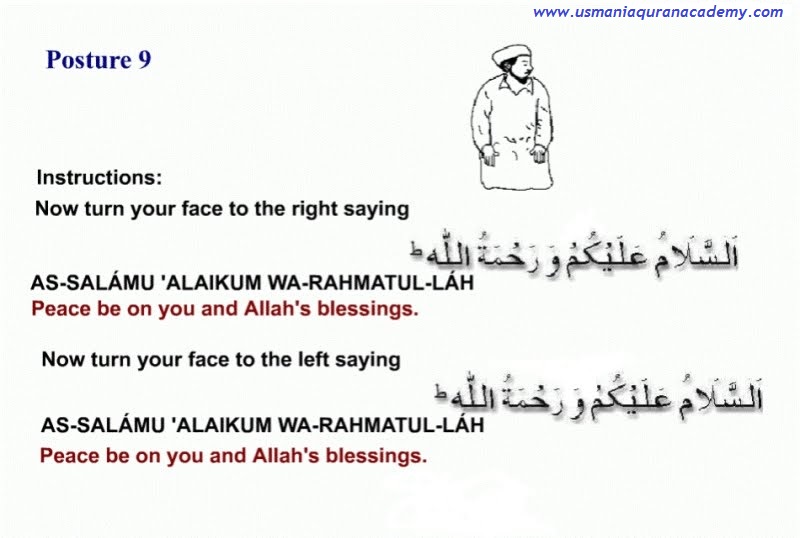 www.usmaniaquranacademy.com
Posture 9
Instructions:
Now turn your face to the right saying
اَلسَّلَامُ عَلَيْكُمْ وَ رَحْمَةُ اللّٰه ؕ
AS-SALÁMU 'ALAIKUM WA-RAHMATUL-LÁH
Peace be on you and Allah's blessings.
Now turn your face to the left saying
اَلسَّلَامُ عَلَيْكُمْ وَ رَحْمَةُ اللّٰه ؕ
AS-SALÁMU 'ALAIKUM WA-RAHMATUL-LÁH
Peace be on you and Allah's blessings.